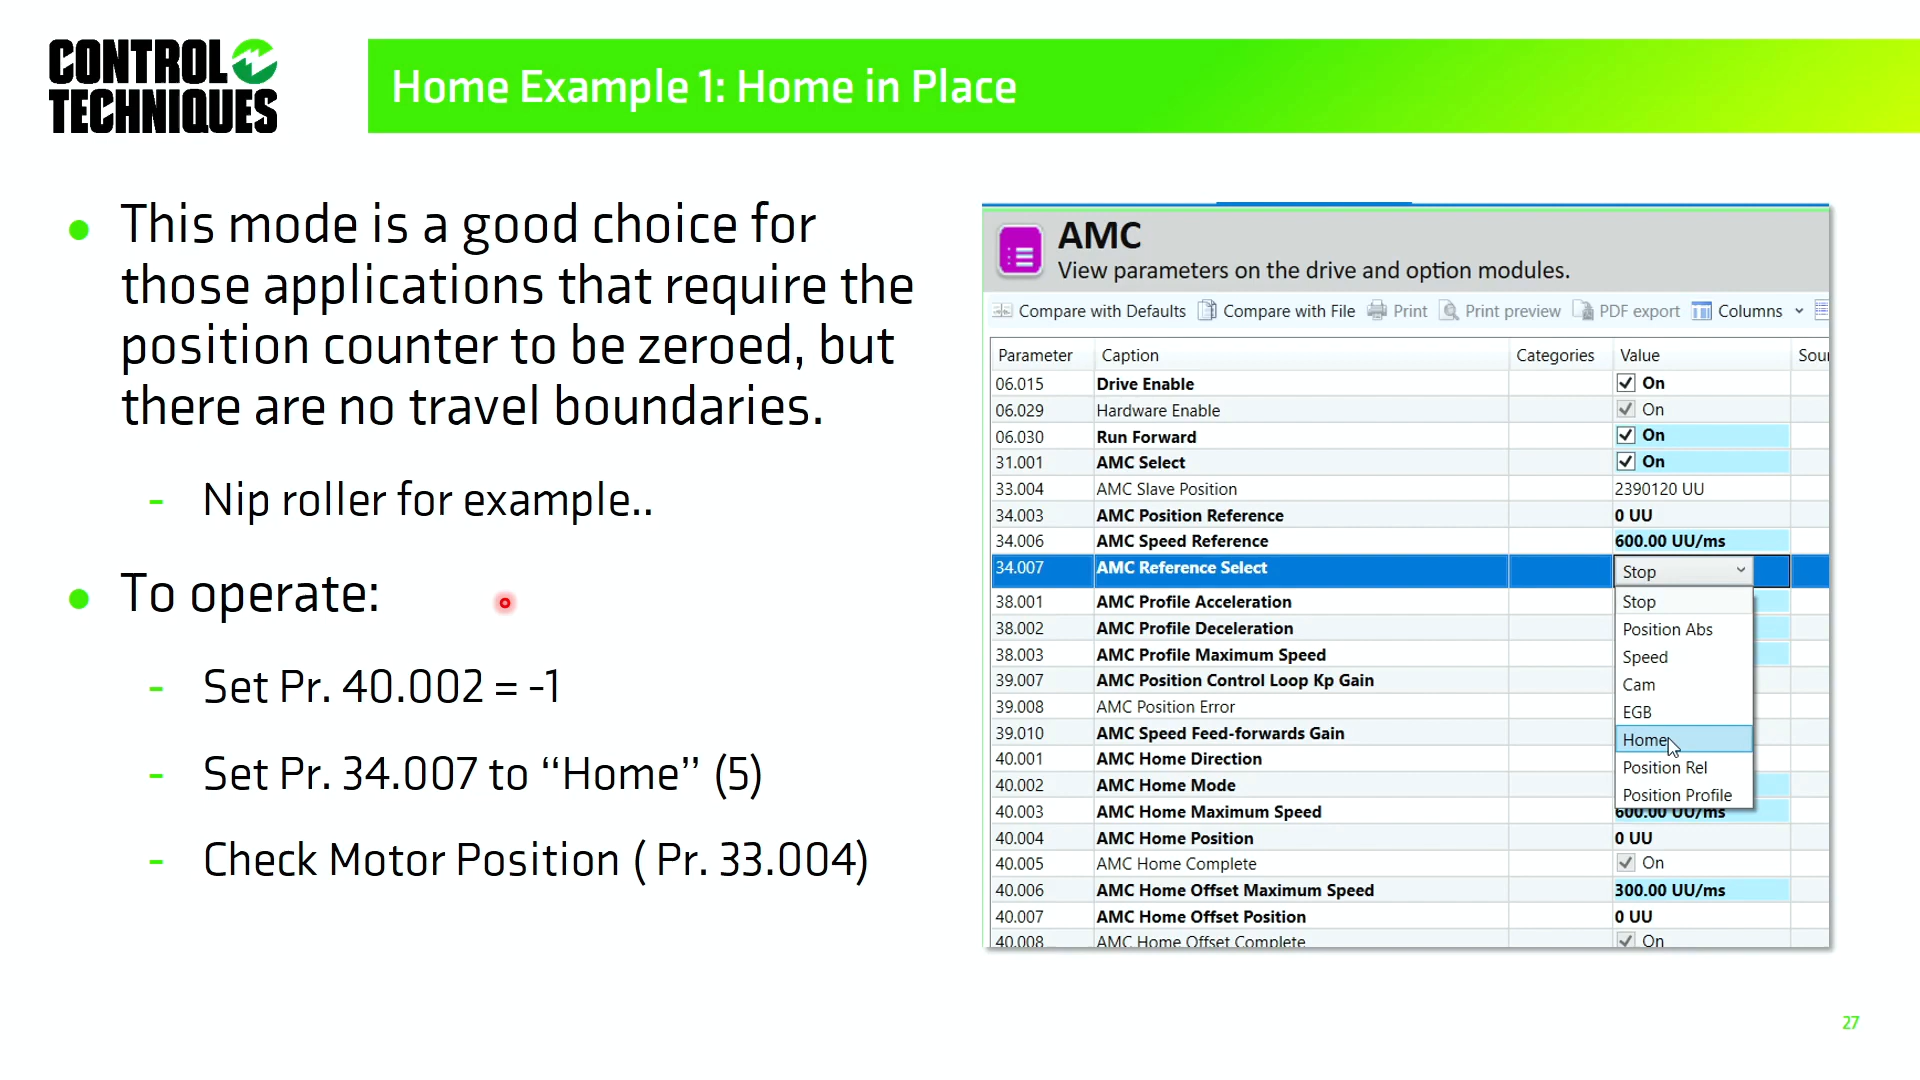 CONTROL
TECHNIQUES
Home Example 1: Home in Place
This mode is a good choice for
those applications that require the
position counter to be zeroed, but
there are no travel boundaries.
- Nip roller for example..
To operate:
- Set Pr. 40.002 = -1
- Set Pr. 34.007 to “Home” (5)
- Check Motor Position ( Pr. 33.004)
AMC
View parameters on the drive and option modules.
Compare with Defaults Compare with File Print Print preview PDF export Columns
Parameter Caption Categories Value Sour
06.015 Drive Enable On
06.029 Hardware Enable On
06.030 Run Forward On
31.001 AMC Select On
33.004 AMC Slave Position 2390120 UU
34.003 AMC Position Reference 0 UU
34.006 AMC Speed Reference 600.00 UU/ms
34.007 AMC Reference Select Stop
38.001 AMC Profile Acceleration Stop
38.002 AMC Profile Deceleration Position Abs
38.003 AMC Profile Maximum Speed Speed
39.007 AMC Position Control Loop Kp Gain Cam
39.008 AMC Position Error EGB
39.010 AMC Speed Feed-forwards Gain Home
40.001 AMC Home Direction Position Rel
40.002 AMC Home Mode Position Profile
40.003 AMC Home Maximum Speed 600.00 UU/ms
40.004 AMC Home Position 0 UU
40.005 AMC Home Complete On
40.006 AMC Home Offset Maximum Speed 300.00 UU/ms
40.007 AMC Home Offset Position 0 UU
40.008 AMC Home Offset Complete On
27